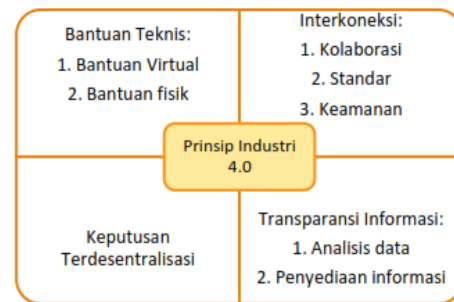 Bantuan Teknis:
1. Bantuan Virtual
2. Bantuan fisik
Interkoneksi:
1. Kolaborasi
2. Standar
3. Keamanan
Prinsip Industri
4.0
Keputusan
Terdesentralisasi
Transparansi Informasi:
1. Analisis data
2. Penyediaan informasi